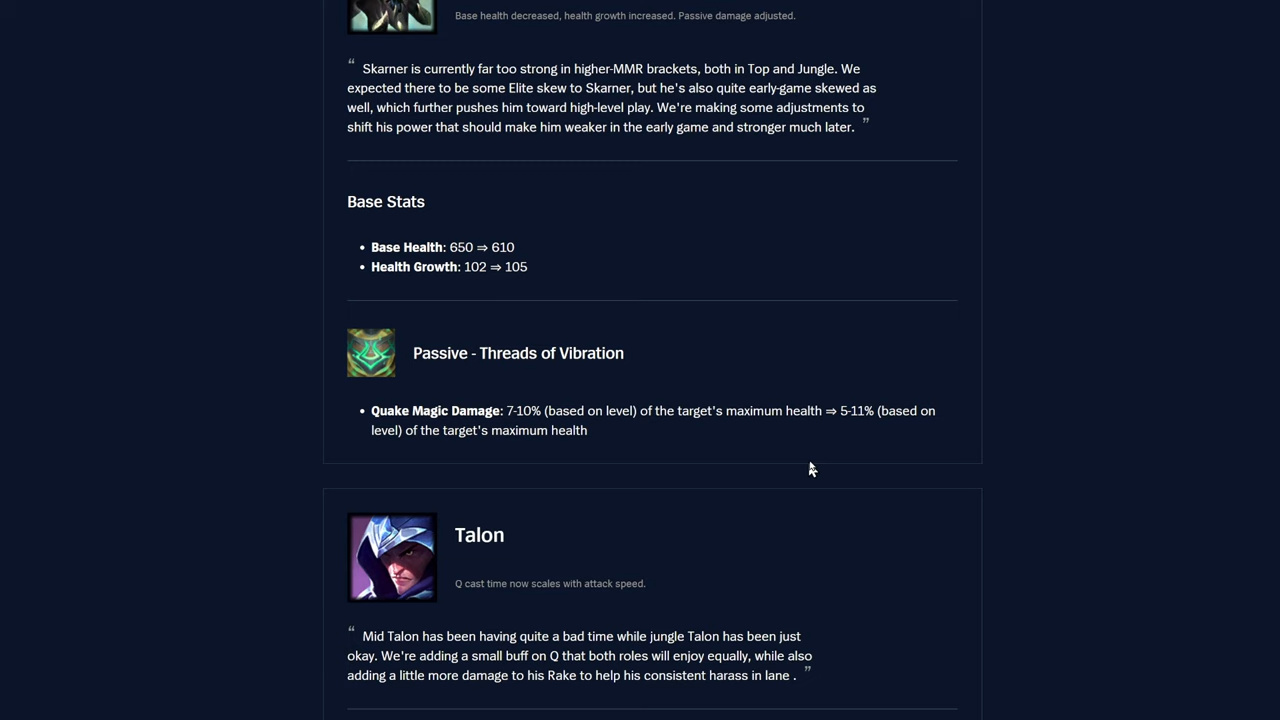 Base health decreased, health growth increased. Passive damage adjusted.
“ Skarner is currently far too strong in higher-MMR brackets, both in Top and Jungle. We
expected there to be some Elite skew to Skarner, but he's also quite early-game skewed as
well, which further pushes him toward high-level play. We're making some adjustments to
shift his power that should make him weaker in the early game and stronger much later. ”
Base Stats
• Base Health: 650 ⇒ 610
• Health Growth: 102 ⇒ 105
Passive - Threads of Vibration
• Quake Magic Damage: 7-10% (based on level) of the target's maximum health ⇒ 5-11% (based on
level) of the target's maximum health
Talon
Q cast time now scales with attack speed.
“ Mid Talon has been having quite a bad time while jungle Talon has been just
okay. We're adding a small buff on Q that both roles will enjoy equally, while also
adding a little more damage to his Rake to help his consistent harass in lane . ”